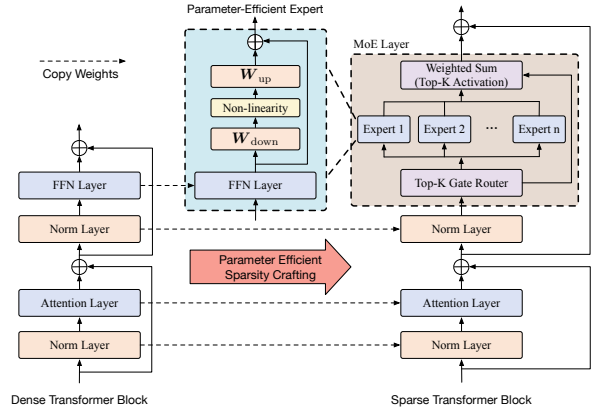 Parameter-Efficient Expert
MoE Layer
Copy Weights
W up
Weighted Sum
(Top-K Activation)
Non-linearity
W down
Expert 1
Expert 2
...
Expert n
FFN Layer
FFN Layer
Top-K Gate Router
Norm Layer
Norm Layer
Parameter Efficient
Sparsity Crafting
Attention Layer
Attention Layer
Norm Layer
Norm Layer
Dense Transformer Block
Sparse Transformer Block